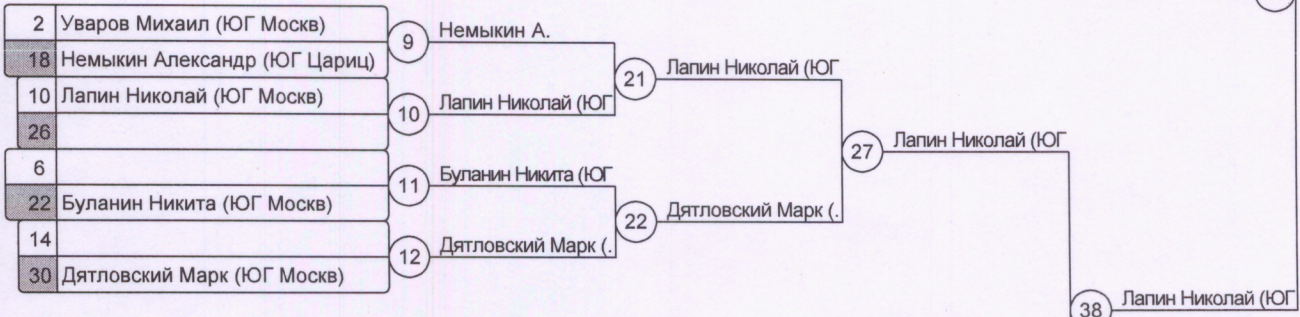 2 Уваров Михаил (ЮГ Москв)
18 Немыкин Александр (ЮГ Цариц)
10 Лапин Николай (ЮГ Москв)
26
6
22 Буланин Никита (ЮГ Москв)
14
30 Дятловский Марк (ЮГ Москв)
9 Немыкин А.
10 Лапин Николай (ЮГ
11 Буланин Никита (ЮГ
12 Дятловский Марк (.
21 Лапин Николай (ЮГ
22 Дятловский Марк (.
27 Лапин Николай (ЮГ
38 Лапин Николай (ЮГ